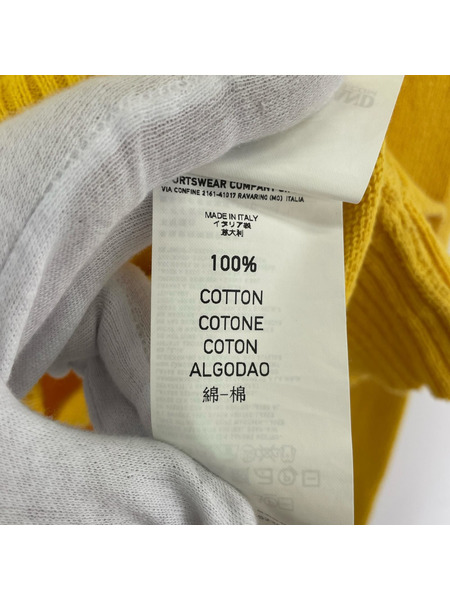 ORTSWEAR COMPANY
VIA CONFINE 2161-41017 RAVARINO (MO) ITALIA
MADE IN ITALY
イタリア製
意大利
100%
COTTON
COTONE
COTON
ALGODAO
綿-棉